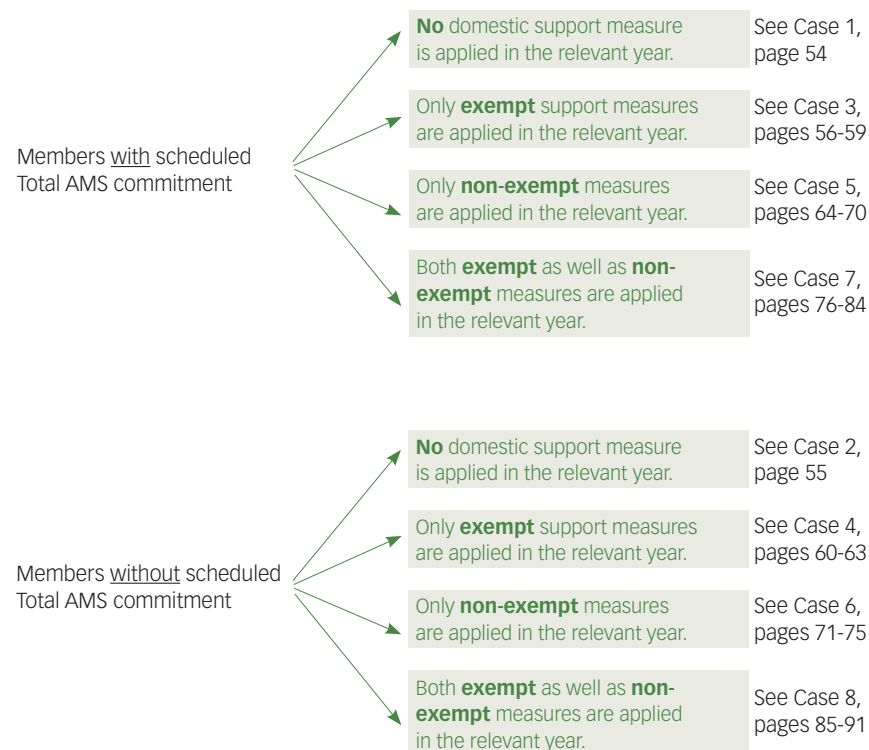 Members with scheduled
Total AMS commitment
No domestic support measure
is applied in the relevant year.
See Case 1,
page 54
Only exempt support measures
are applied in the relevant year.
See Case 3,
pages 56-59
Only non-exempt measures
are applied in the relevant year.
See Case 5,
pages 64-70
Both exempt as well as non-
exempt measures are applied
in the relevant year.
See Case 7,
pages 76-84
Members without scheduled
Total AMS commitment
No domestic support measure
is applied in the relevant year.
See Case 2,
page 55
Only exempt support measures
are applied in the relevant year.
See Case 4,
pages 60-63
Only non-exempt measures
are applied in the relevant year.
See Case 6,
pages 71-75
Both exempt as well as non-
exempt measures are applied
in the relevant year.
See Case 8,
pages 85-91